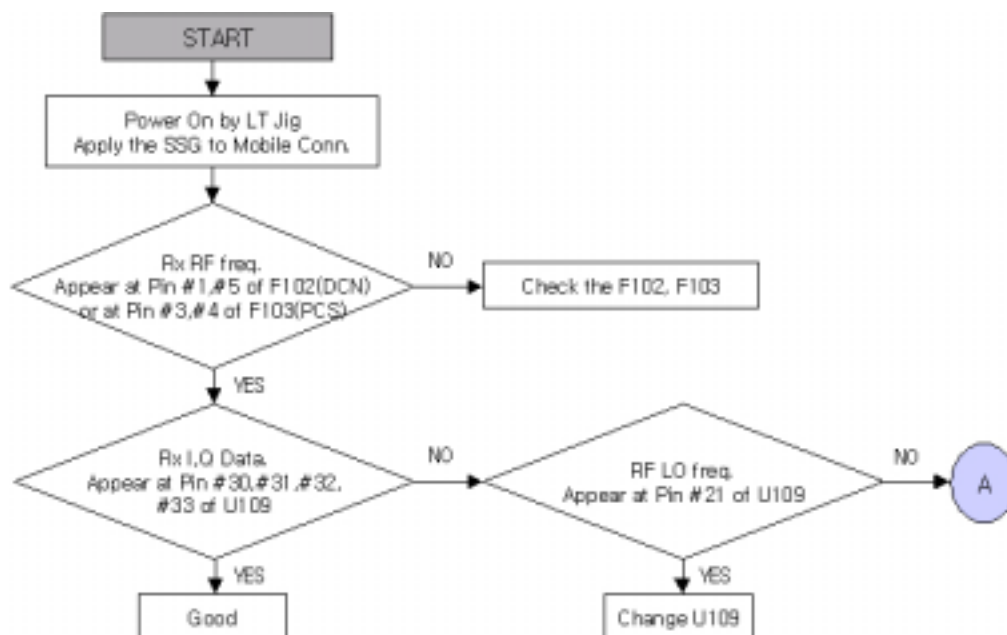 START
Power On by LT Jig
Apply the SSG to Mobile Conn.
Rx RF freq.
Appear at Pin #1,#5 of F102(DCN)
or at Pin #3,#4 of F103(PCS)
NO
Check the F102, F103
YES
Rx I,Q Data.
Appear at Pin #30,#31,#32,
#33 of U109
NO
RF LO freq.
Appear at Pin #21 of U109
NO
A
YES
Good
YES
Change U109